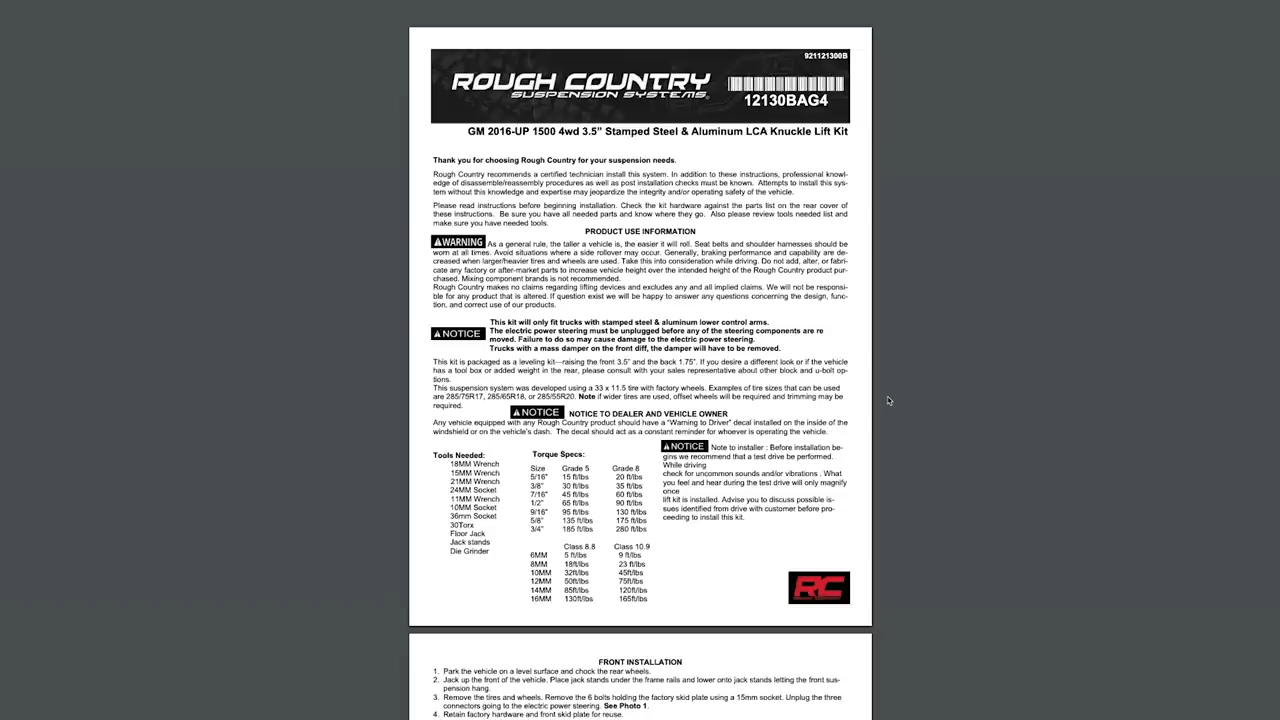 921121300B
ROUGH COUNTRY
SUSPENSION SYSTEMS®
12130BAG4
GM 2016-UP 1500 4wd 3.5” Stamped Steel & Aluminum LCA Knuckle Lift Kit
Thank you for choosing Rough Country for your suspension needs.
Rough Country recommends a certified technician install this system. In addition to these instructions, professional knowl-
edge of disassemble/reassembly procedures as well as post installation checks must be known. Attempts to install this sys-
tem without this knowledge and expertise may jeopardize the integrity and/or operating safety of the vehicle.
Please read instructions before beginning installation. Check the kit hardware against the parts list on the rear cover of
these instructions. Be sure you have all needed parts and know where they go. Also please review tools needed list and
make sure you have needed tools.
PRODUCT USE INFORMATION
WARNING As a general rule, the taller a vehicle is, the easier it will roll. Seat belts and shoulder harnesses should be
worn at all times. Avoid situations where a side rollover may occur. Generally, braking performance and capability are de-
creased when larger/heavier tires and wheels are used. Take this into consideration while driving. Do not add, alter, or fabri-
cate any factory or after-market parts to increase vehicle height over the intended height of the Rough Country product pur-
chased. Mixing component brands is not recommended.
Rough Country makes no claims regarding lifting devices and excludes any and all implied claims. We will not be responsi-
ble for any product that is altered. If question exist we will be happy to answer any questions concerning the design, func-
tion, and correct use of our products.
This kit will only fit trucks with stamped steel & aluminum lower control arms.
NOTICE The electric power steering must be unplugged before any of the steering components are re
moved. Failure to do so may cause damage to the electric power steering.
Trucks with a mass damper on the front diff, the damper will have to be removed.
This kit is packaged as a leveling kit—raising the front 3.5” and the back 1.75”. If you desire a different look or if the vehicle
has a tool box or added weight in the rear, please consult with your sales representative about other block and u-bolt op-
tions.
This suspension system was developed using a 33 x 11.5 tire with factory wheels. Examples of tire sizes that can be used
are 285/75R17, 285/65R18, or 285/55R20. Note if wider tires are used, offset wheels will be required and trimming may be
required.
NOTICE NOTICE TO DEALER AND VEHICLE OWNER
Any vehicle equipped with any Rough Country product should have a “Warning to Driver” decal installed on the inside of the
windshield or on the vehicle’s dash. The decal should act as a constant reminder for whoever is operating the vehicle.
Tools Needed:
18MM Wrench
15MM Wrench
21MM Wrench
24MM Socket
11MM Wrench
10MM Socket
36mm Socket
30Torx
Floor Jack
Jack stands
Die Grinder
Torque Specs:
Size Grade 5 Grade 8
5/16” 15 ft/lbs 20 ft/lbs
3/8” 30 ft/lbs 35 ft/lbs
7/16” 45 ft/lbs 60 ft/lbs
1/2” 65 ft/lbs 90 ft/lbs
9/16” 95 ft/lbs 130 ft/lbs
5/8” 135 ft/lbs 175 ft/lbs
3/4” 185 ft/lbs 280 ft/lbs
Class 8.8 Class 10.9
6MM 5 ft/lbs 9 ft/lbs
8MM 18ft/lbs 23 ft/lbs
10MM 32ft/lbs 45ft/lbs
12MM 50ft/lbs 75ft/lbs
14MM 85ft/lbs 120ft/lbs
16MM 130ft/lbs 165ft/lbs
NOTICE Note to installer : Before installation be-
gins we recommend that a test drive be performed.
While driving
check for uncommon sounds and/or vibrations . What
you feel and hear during the test drive will only magnify
once
lift kit is installed. Advise you to discuss possible is-
sues identified from drive with customer before pro-
ceeding to install this kit.
RC
FRONT INSTALLATION
1. Park the vehicle on a level surface and chock the rear wheels.
2. Jack up the front of the vehicle. Place jack stands under the frame rails and lower onto jack stands letting the front sus-
pension hang.
3. Remove the tires and wheels. Remove the 6 bolts holding the factory skid plate using a 15mm socket. Unplug the three
connectors going to the electric power steering. See Photo 1.
4. Retain factory hardware and front skid plate for reuse.